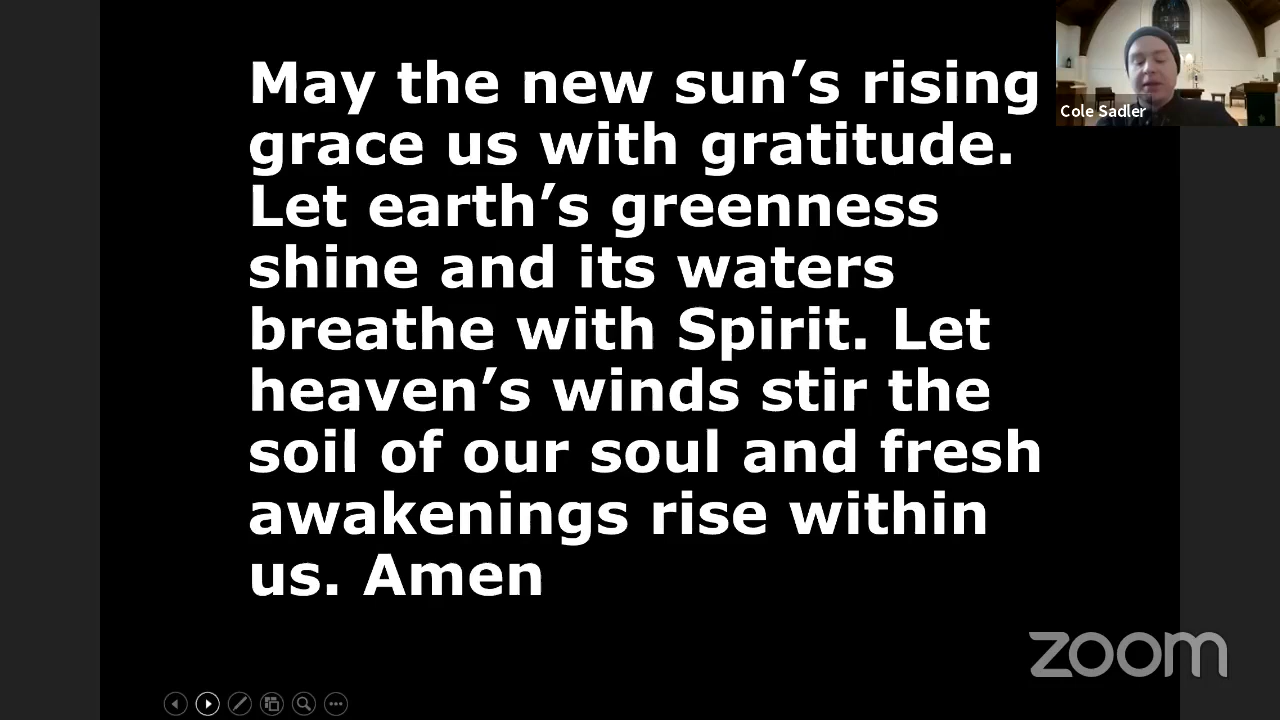 May the new sun’s rising
grace us with gratitude.
Let earth’s greenness
shine and its waters
breathe with Spirit. Let
heaven’s winds stir the
soil of our soul and fresh
awakenings rise within
us. Amen
Cole Sadler
zoom